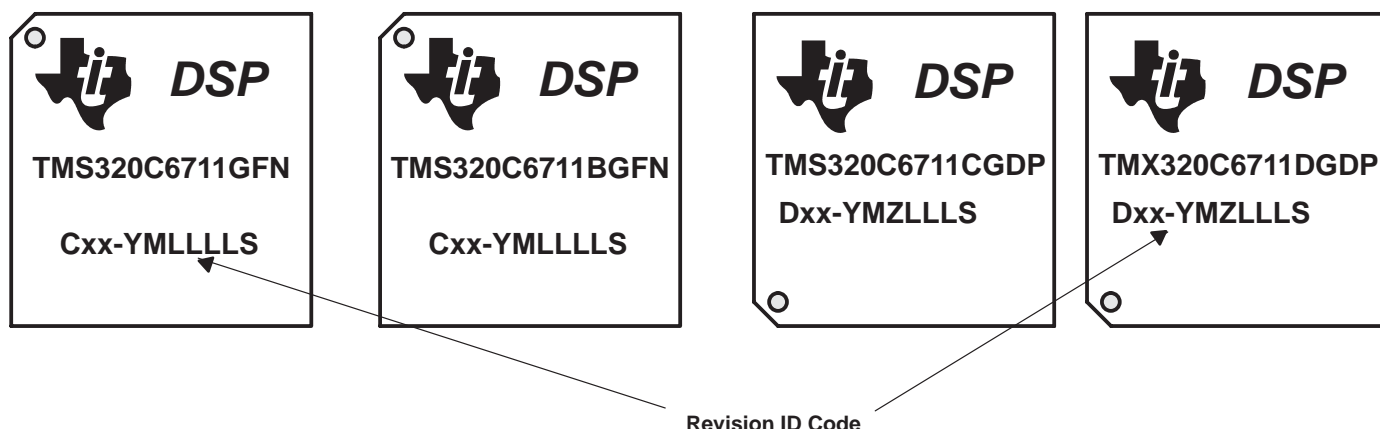 DSP
TMS320C6711GFN
Cxx-YMLLLLS
DSP
TMS320C6711BGFN
Cxx-YMLLLLS
DSP
TMS320C6711CGDP
Dxx-YMZLLLS
DSP
TMX320C6711DGDP
Dxx-YMZLLLS
Revision ID Code